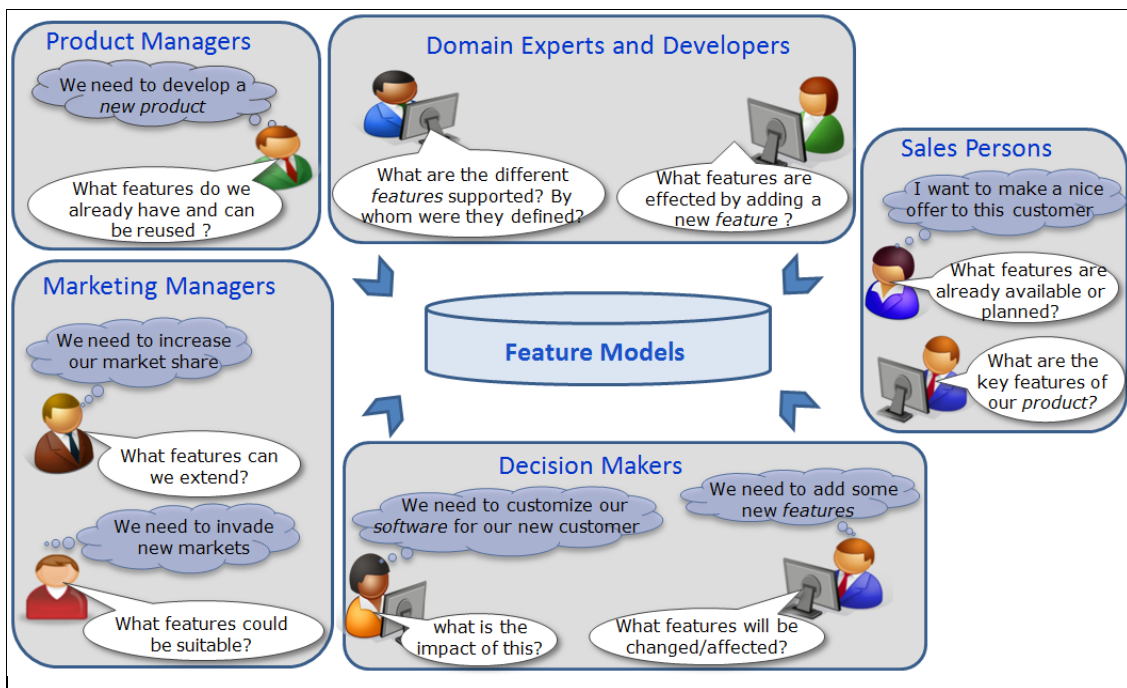 Product Managers
We need to develop a
new product
What features do we
already have and can
be reused ?
Domain Experts and Developers
What are the different
features supported? By
whom were they defined?
What features are
effected by adding a
new feature ?
Sales Persons
I want to make a nice
offer to this customer
What features are
already available or
planned?
What are the
key features of
our product?
Marketing Managers
We need to increase
our market share
What features can
we extend?
We need to invade
new markets
What features could
be suitable?
Feature Models
Decision Makers
We need to customize our
software for our new customer
what is the
impact of this?
We need to add some
new features
What features will be
changed/affected?